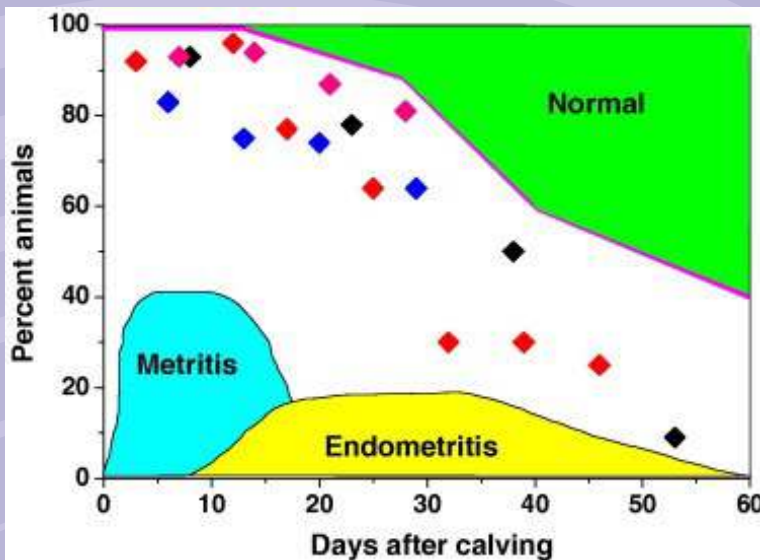 Percent animals
100
80
60
40
20
0
Normal
Metritis
Endometritis
0 10 20 30 40 50 60
Days after calving